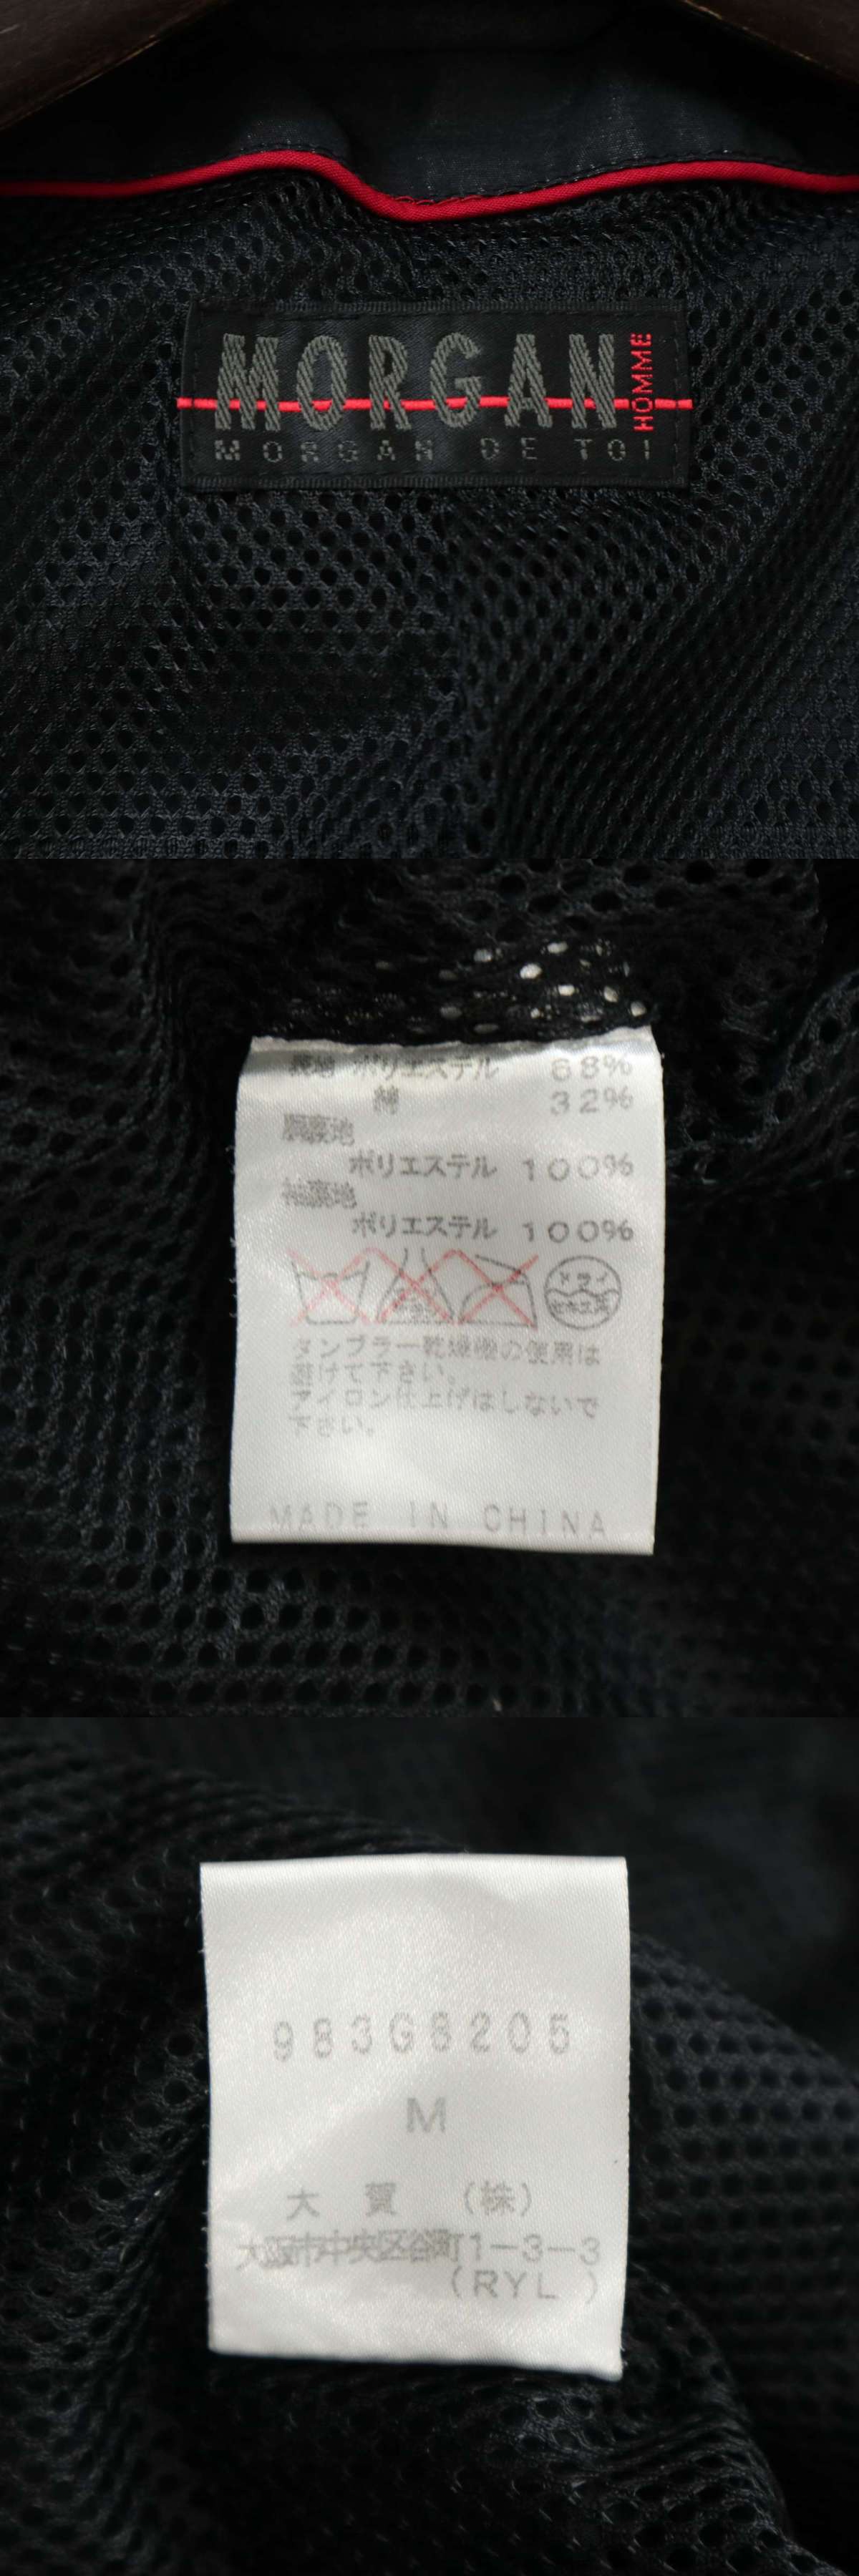 MORGAN
HOMME
MORGAN DE TOI
表地 ポリエステル 68%
綿 32%
胴裏地
ポリエステル 100%
袖裏地
ポリエステル 100%
タンブラー乾燥機の使用は
避けて下さい。
アイロン仕上げはしないで
下さい。
MADE IN CHINA
983G6205
M
大賀 (株)
大阪市中央区谷町1-3-3
(RYL )